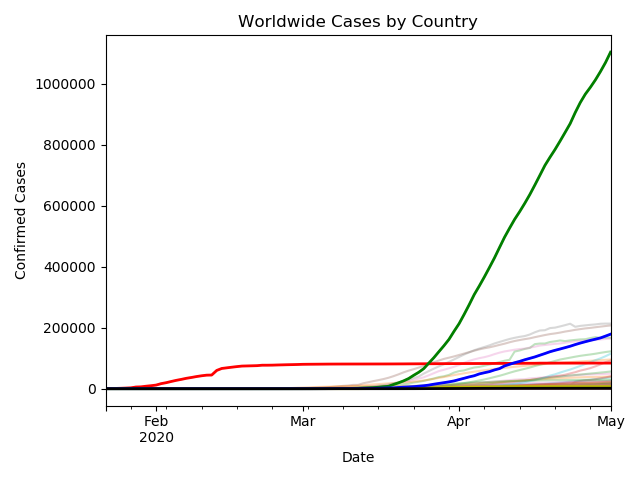 Worldwide Cases by Country
Confirmed Cases
1000000
800000
600000
400000
200000
0
Feb
2020
Mar
Apr
May
Date